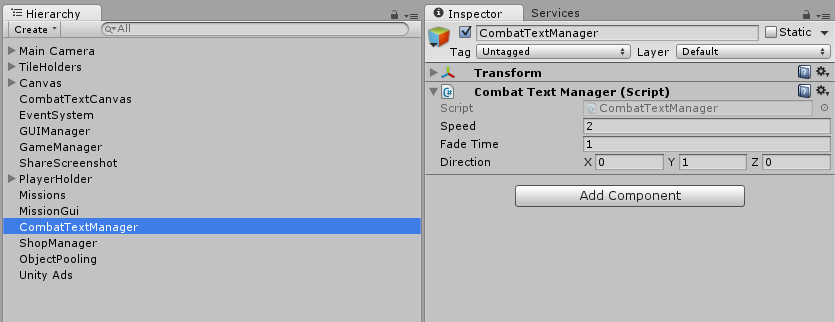 Hierarchy
Create
All
Main Camera
TileHolders
Canvas
CombatTextCanvas
EventSystem
GUIManager
GameManager
ShareScreenshot
PlayerHolder
Missions
MissionGui
CombatTextManager
ShopManager
ObjectPooling
Unity Ads
Inspector Services
CombatTextManager Static
Tag Untagged Layer Default
Transform
C# Combat Text Manager (Script)
Script CombatTextManager
Speed 2
Fade Time 1
Direction X 0 Y 1 Z 0
Add Component